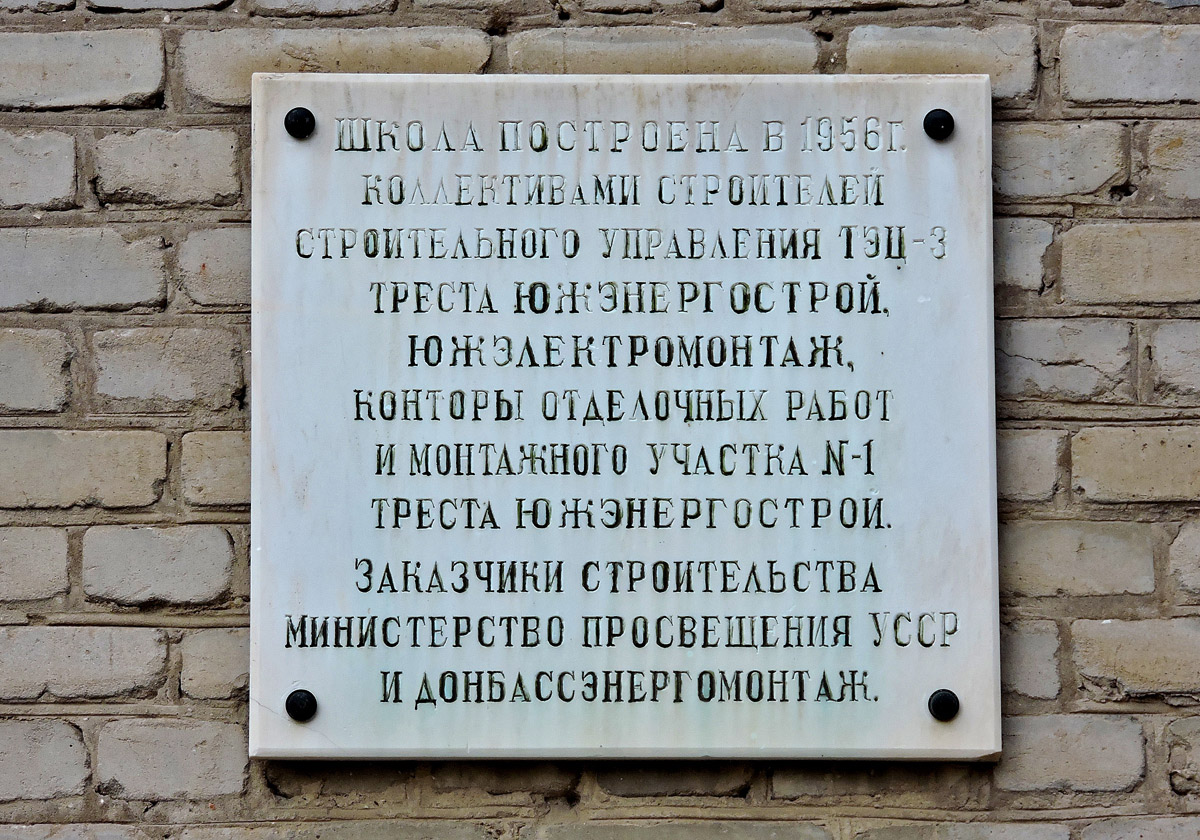 ШКОЛА ПОСТРОЕНА В 1956Г.
КОЛЛЕКТИВАМИ СТРОИТЕЛЕЙ
СТРОИТЕЛЬНОГО УПРАВЛЕНИЯ ТЭЦ-3
ТРЕСТА ЮЖЭНЕРГОСТРОЙ,
ЮЖЭЛЕКТРОМОНТАЖ,
КОНТОРЫ ОТДЕЛОЧНЫХ РАБОТ
И МОНТАЖНОГО УЧАСТКА N-1
ТРЕСТА ЮЖЭНЕРГОСТРОИ.
ЗАКАЗЧИКИ СТРОИТЕЛЬСТВА
МИНИСТЕРСТВО ПРОСВЕЩЕНИЯ УССР
И ДОНБАССЭНЕРГОМОНТАЖ.